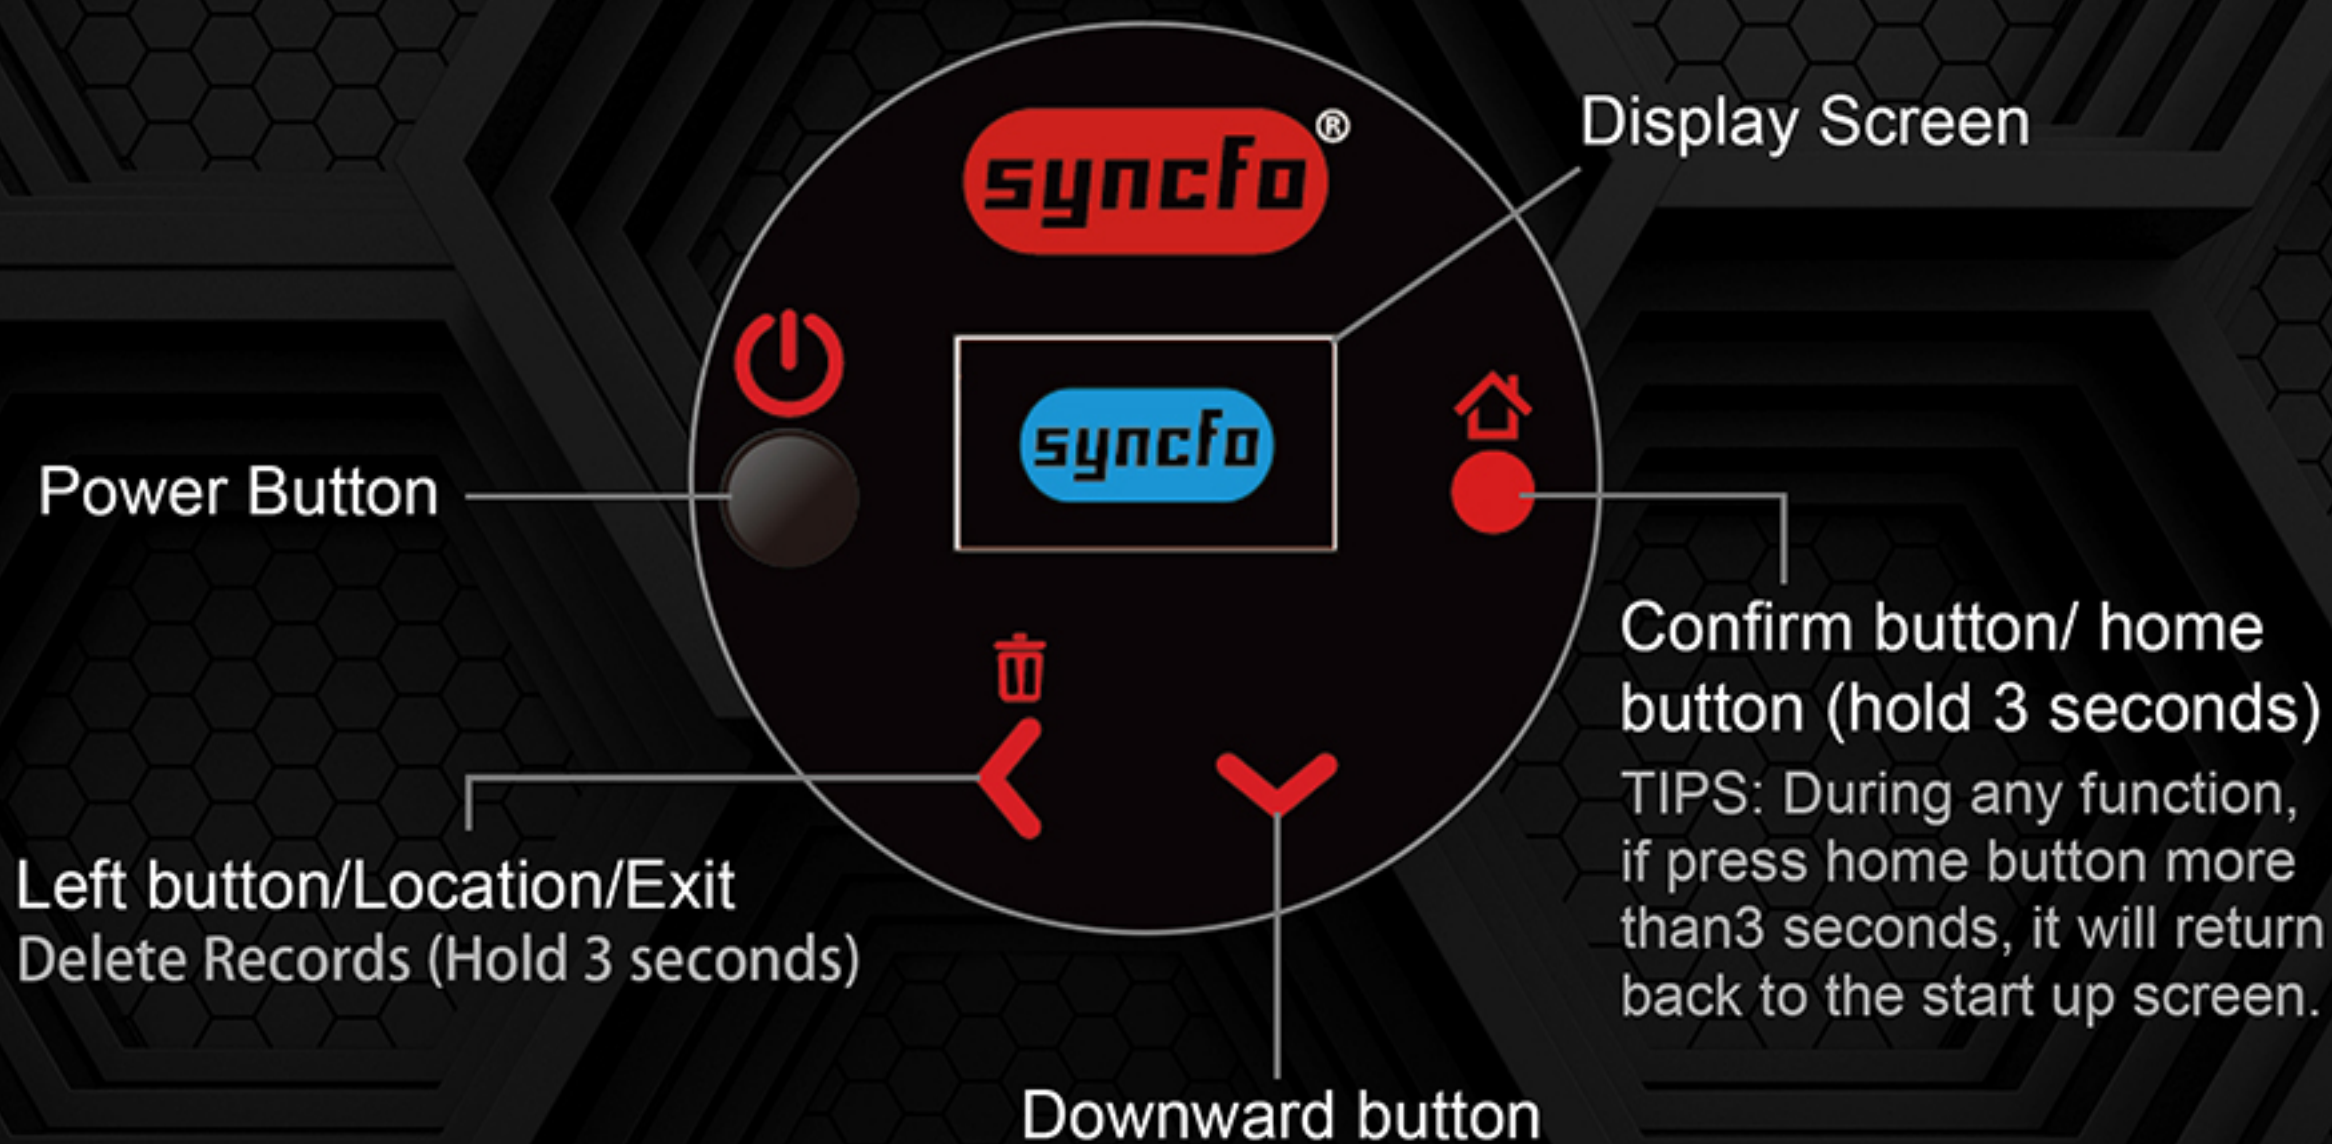 syncfo®
Display Screen
syncfo
Power Button
Confirm button/ home
button (hold 3 seconds)
TIPS: During any function,
if press home button more
than3 seconds, it will return
back to the start up screen.
Left button/Location/Exit
Delete Records (Hold 3 seconds)
Downward button